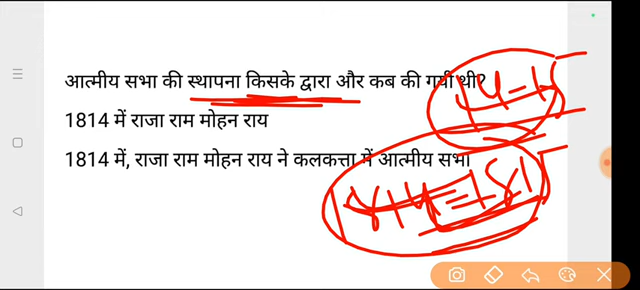 आत्मीय सभा की स्थापना किसके द्वारा और कब की गयी थी?
1814 में राजा राम मोहन राय
1814 में, राजा राम मोहन राय ने कलकत्ता में आत्मीय सभा